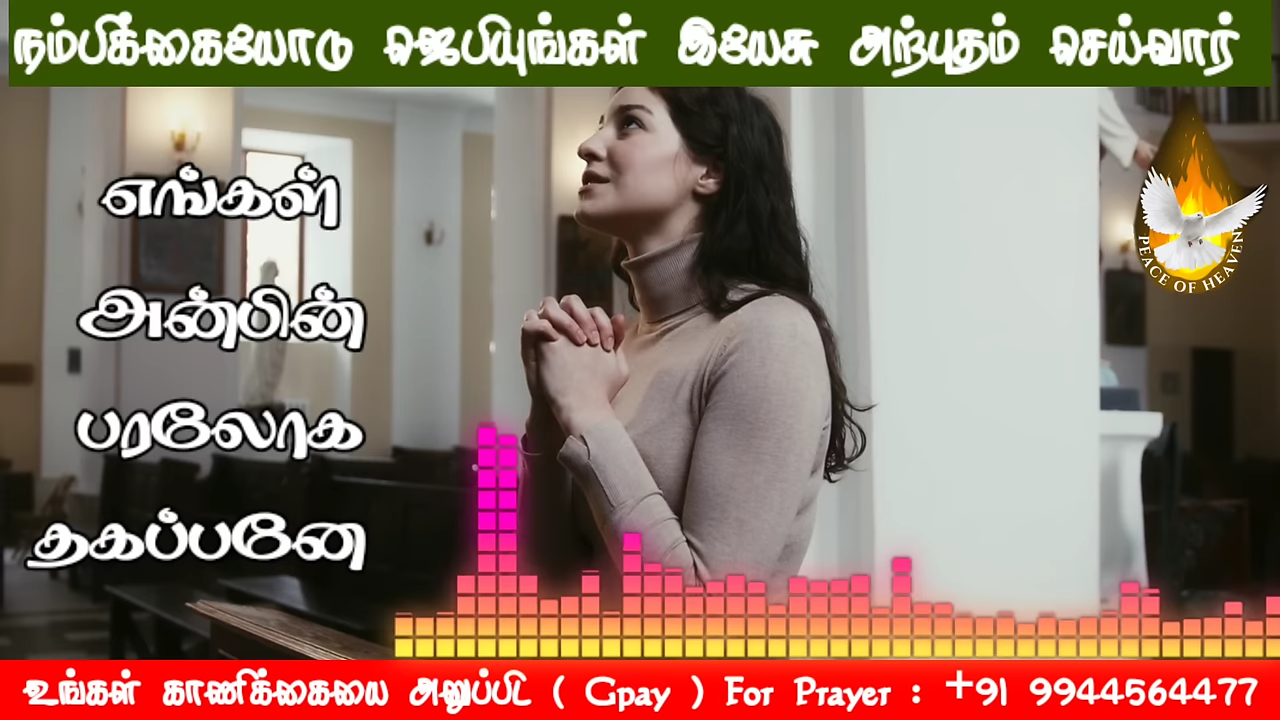 நம்பிக்கையோடு ஜெபியுங்கள் இயேசு அற்புதம் செய்வார்
எங்கள்
அன்பின்
பரலோக
தகப்பனே
PEACE OF HEAVEN
உங்கள் காணிக்கையை அனுப்பிட ( Gpay ) For Prayer : +91 9944564477